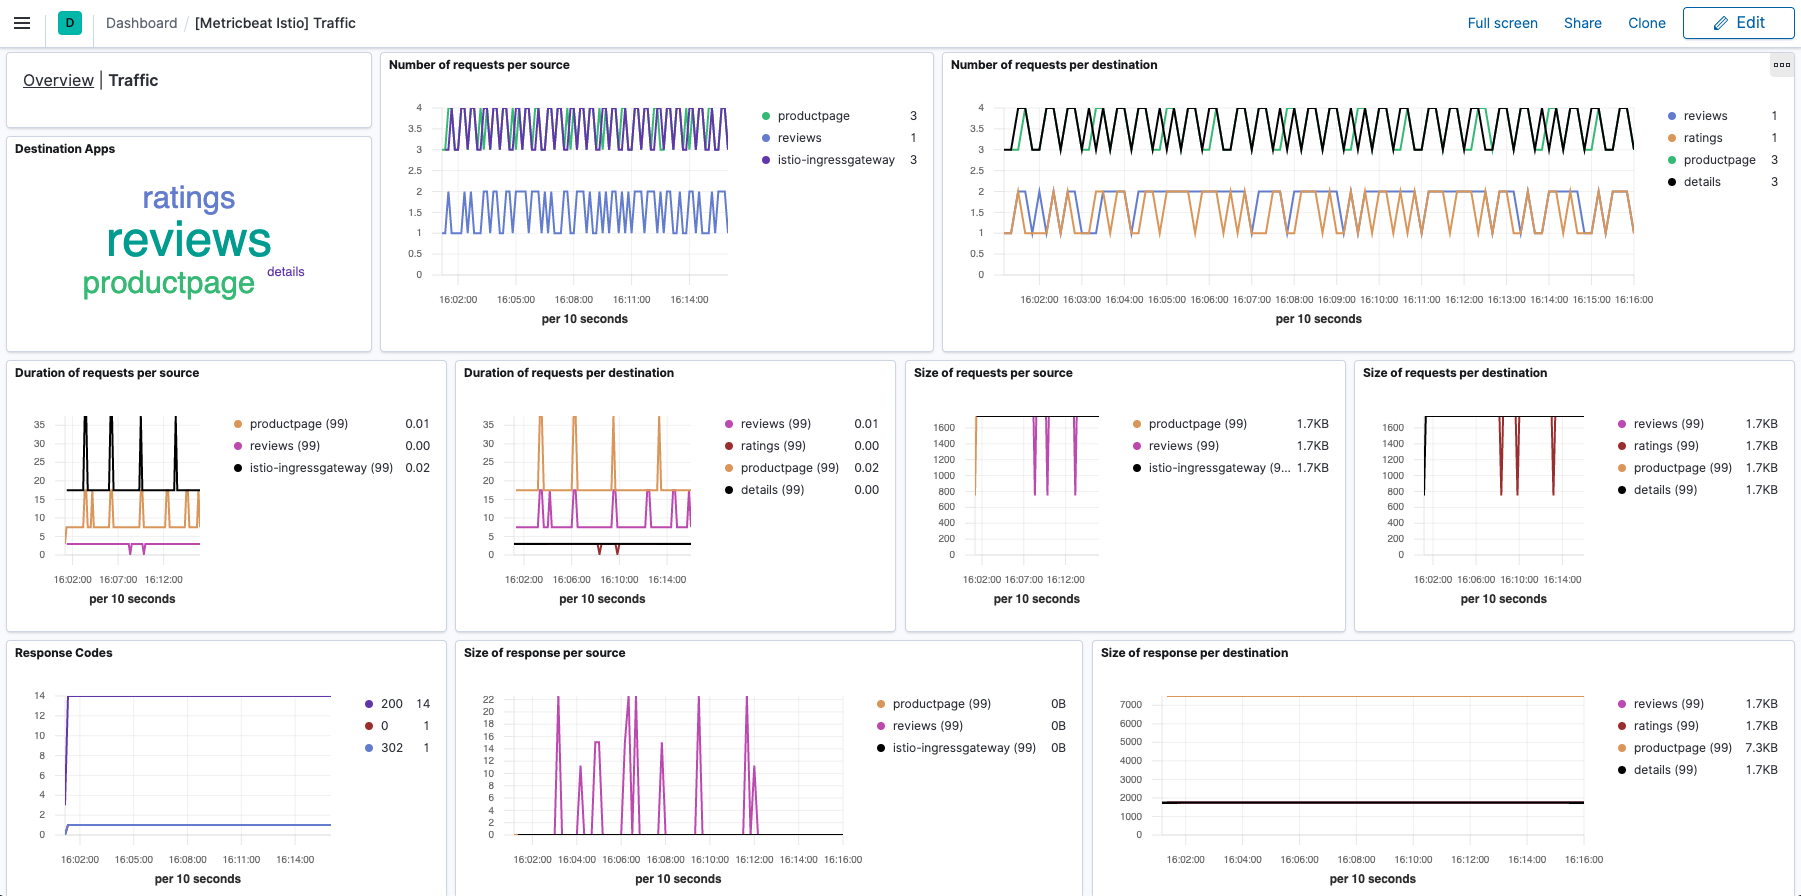 D Dashboard / [Metricbeat Istio] Traffic Full screen Share Clone Edit
Overview | Traffic
Destination Apps
ratings
reviews
productpage details
Number of requests per source
4
3.5
3
2.5
2
1.5
1
0.5
0
16:02:00 16:05:00 16:08:00 16:11:00 16:14:00
per 10 seconds
productpage 3
reviews 1
istio-ingressgateway 3
Number of requests per destination
4
3.5
3
2.5
2
1.5
1
0.5
0
16:02:00 16:03:00 16:04:00 16:05:00 16:06:00 16:07:00 16:08:00 16:09:00 16:10:00 16:11:00 16:12:00 16:13:00 16:14:00 16:15:00 16:16:00
per 10 seconds
reviews 1
ratings 1
productpage 3
details 3
Duration of requests per source
35
30
25
20
15
10
5
0
16:02:00 16:07:00 16:12:00
per 10 seconds
productpage (99) 0.01
reviews (99) 0.00
istio-ingressgateway (99) 0.02
Duration of requests per destination
35
30
25
20
15
10
5
0
16:02:00 16:06:00 16:10:00 16:14:00
per 10 seconds
reviews (99) 0.01
ratings (99) 0.00
productpage (99) 0.02
details (99) 0.00
Size of requests per source
1600
1400
1200
1000
800
600
400
200
0
16:02:00 16:07:00 16:12:00
per 10 seconds
productpage (99) 1.7KB
reviews (99) 1.7KB
istio-ingressgateway (9... 1.7KB
Size of requests per destination
1600
1400
1200
1000
800
600
400
200
0
16:02:00 16:06:00 16:10:00 16:14:00
per 10 seconds
reviews (99) 1.7KB
ratings (99) 1.7KB
productpage (99) 1.7KB
details (99) 1.7KB
Response Codes
14
12
10
8
6
4
2
0
16:02:00 16:05:00 16:08:00 16:11:00 16:14:00
per 10 seconds
200 14
0 1
302 1
Size of response per source
22
20
18
16
14
12
10
8
6
4
2
0
16:02:00 16:04:00 16:06:00 16:08:00 16:10:00 16:12:00 16:14:00 16:16:00
per 10 seconds
productpage (99) 0B
reviews (99) 0B
istio-ingressgateway (99) 0B
Size of response per destination
7000
6000
5000
4000
3000
2000
1000
0
16:02:00 16:04:00 16:06:00 16:08:00 16:10:00 16:12:00 16:14:00 16:16:00
per 10 seconds
reviews (99) 1.7KB
ratings (99) 1.7KB
productpage (99) 7.3KB
details (99) 1.7KB